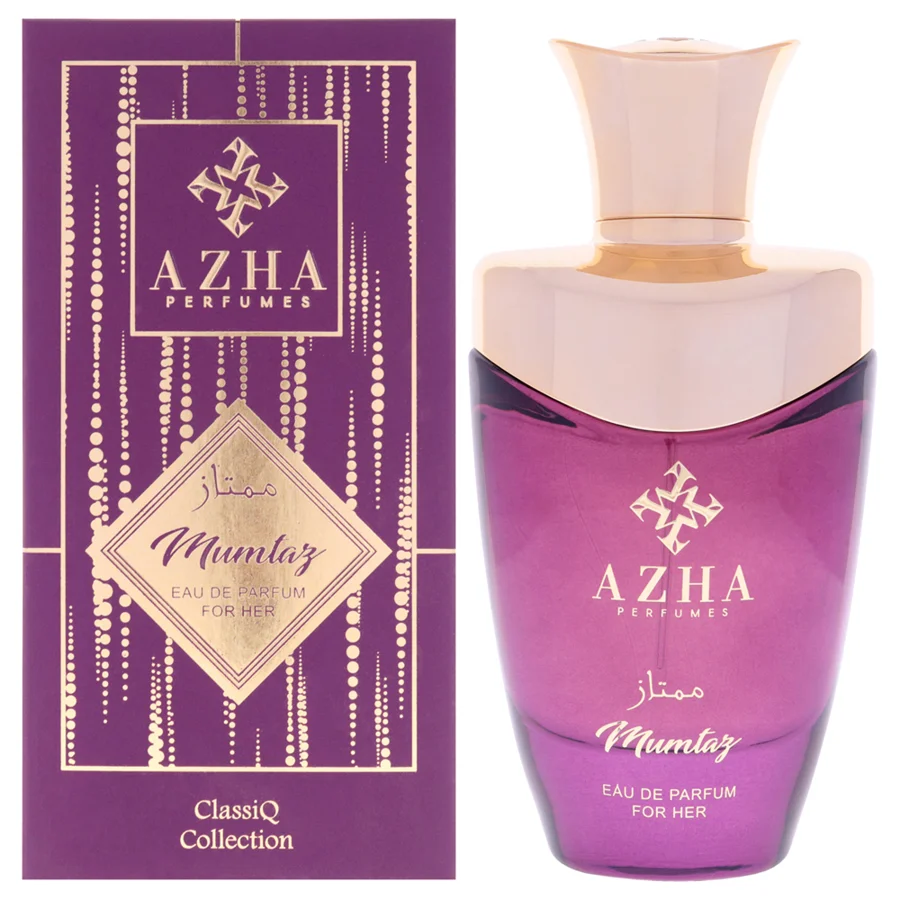 AZHA
PERFUMES
ممتاز
Mumtaz
EAU DE PARFUM
FOR HER
ClassiQ
Collection
AZHA
PERFUMES
ممتاز
Mumtaz
EAU DE PARFUM
FOR HER